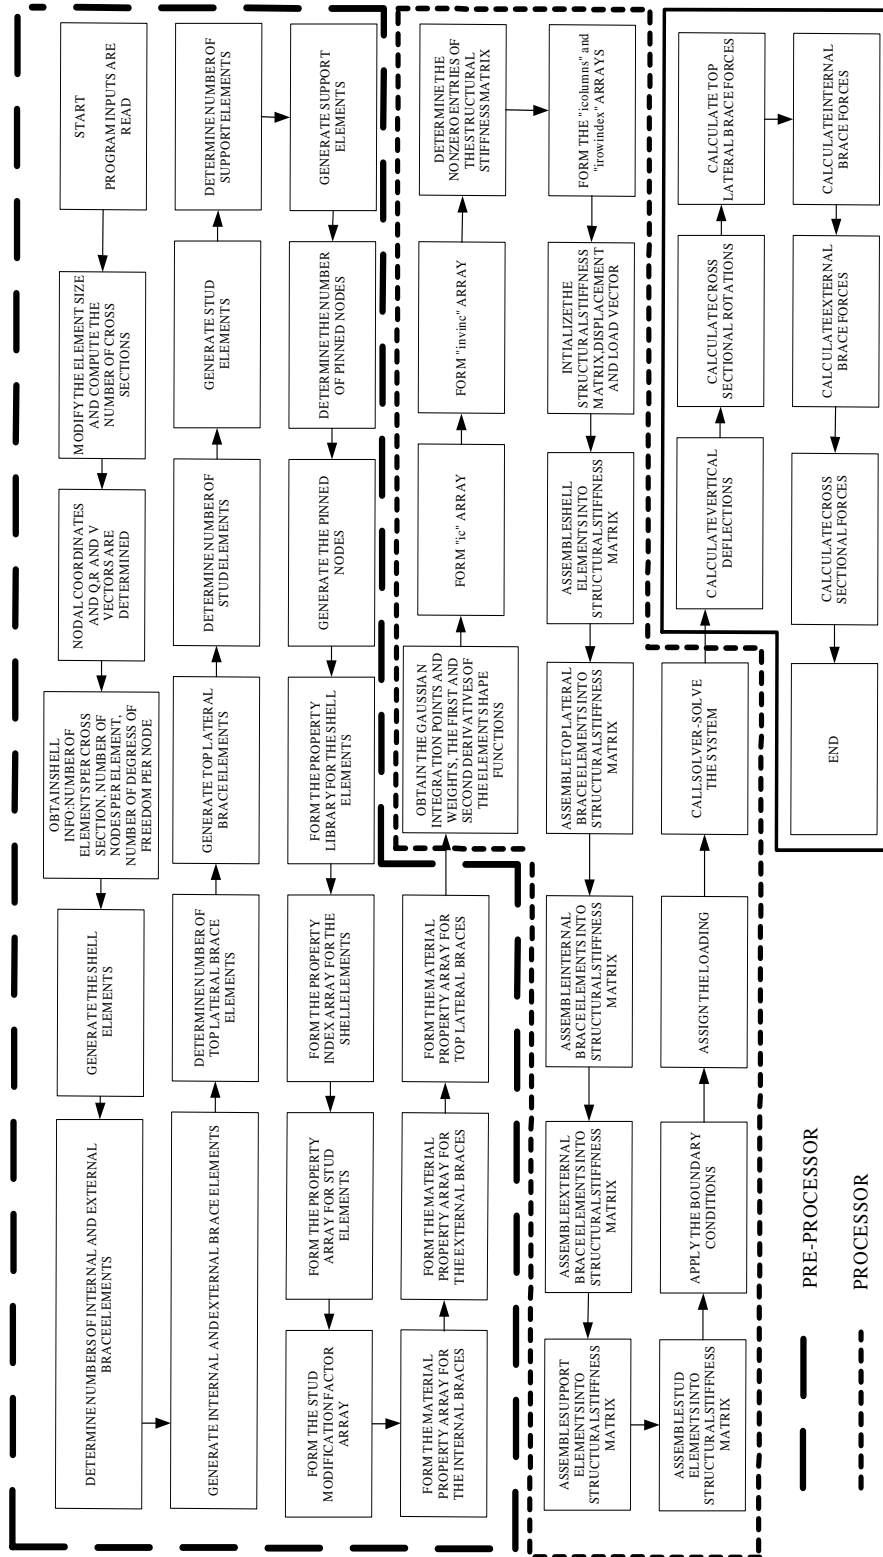 START
PROGRAM INPUTS ARE
READ
MODIFY THE ELEMENT SIZE
AND COMPUTE THE
NUMBER OF CROSS
SECTIONS
NODAL COORDINATES
AND Q,R AND V
VECTORS ARE
DETERMINED
OBTAIN SHELL
INFO:NUMBER OF
ELEMENTS PER CROSS
SECTION, NUMBER OF
NODES PER ELEMENT,
NUMBER OF DEGRESS OF
FREEDOM PER NODE
GENERATE THE SHELL
ELEMENTS
DETERMINE NUMBERS OF INTERNAL AND EXTERNAL
BRACE ELEMENTS
GENERATE INTERNAL AND EXTERNAL BRACE ELEMENTS
DETERMINE NUMBER OF
TOP LATERAL BRACE
ELEMENTS
GENERATE TOP LATERAL
BRACE ELEMENTS
DETERMINE NUMBER OF
STUD ELEMENTS
GENERATE STUD
ELEMENTS
DETERMINE NUMBER OF
SUPPORT ELEMENTS
GENERATE SUPPORT
ELEMENTS
DETERMINE THE NUMBER
OF PINNED NODES
GENERATE THE PINNED
NODES
FORM THE PROPERTY
LIBRARY FOR THE SHELL
ELEMENTS
FORM THE PROPERTY
INDEX ARRAY FOR THE
SHELL ELEMENTS
FORM THE PROPERTY
ARRAY FOR STUD
ELEMENTS
FORM THE STUD
MODIFICATION FACTOR
ARRAY
FORM THE MATERIAL
PROPERTY ARRAY FOR
THE INTERNAL BRACES
FORM THE MATERIAL
PROPERTY ARRAY FOR
THE EXTERNAL BRACES
FORM THE MATERIAL
PROPERTY ARRAY FOR
TOP LATERAL BRACES
OBTAIN THE GAUSSIAN
INTEGRATION POINTS AND
WEIGHTS, THE FIRST AND
SECOND DERIVATIVES OF
THE ELEMENT SHAPE
FUNCTIONS
FORM "ic" ARRAY
FORM "invinc" ARRAY
DETERMINE THE
NONZERO ENTRIES OF
THE STRUCTURAL
STIFFNESS MATRIX
FORM THE "icolumns" and
"irowindex" ARRAYS
INTIALIZE THE
STRUCTURAL STIFFNESS
MATRIX,DISPLACEMENT
AND LOAD VECTOR
ASSEMBLE SHELL
ELEMENTS INTO
STRUCTURAL STIFFNESS
MATRIX
ASSEMBLE TOP LATERAL
BRACE ELEMENTS INTO
STRUCTURAL STIFFNESS
MATRIX
ASSEMBLE INTERNAL
BRACE ELEMENTS INTO
STRUCTURAL STIFFNESS
MATRIX
ASSEMBLE EXTERNAL
BRACE ELEMENTS INTO
STRUCTURAL STIFFNESS
MATRIX
ASSEMBLE SUPPORT
ELEMENTS INTO
STRUCTURAL STIFFNESS
MATRIX
ASSEMBLE STUD
ELEMENTS INTO
STRUCTURAL STIFFNESS
MATRIX
APPLY THE BOUNDARY
CONDITIONS
ASSIGN THE LOADING
CALL SOLVER - SOLVE
THE SYSTEM
CALCULATE VERTICAL
DEFLECTIONS
CALCULATE CROSS
SECTIONAL ROTATIONS
CALCULATE TOP
LATERAL BRACE FORCES
CALCULATE INTERNAL
BRACE FORCES
CALCULATE EXTERNAL
BRACE FORCES
CALCULATE CROSS
SECTIONAL FORCES
END
PRE-PROCESSOR
PROCESSOR